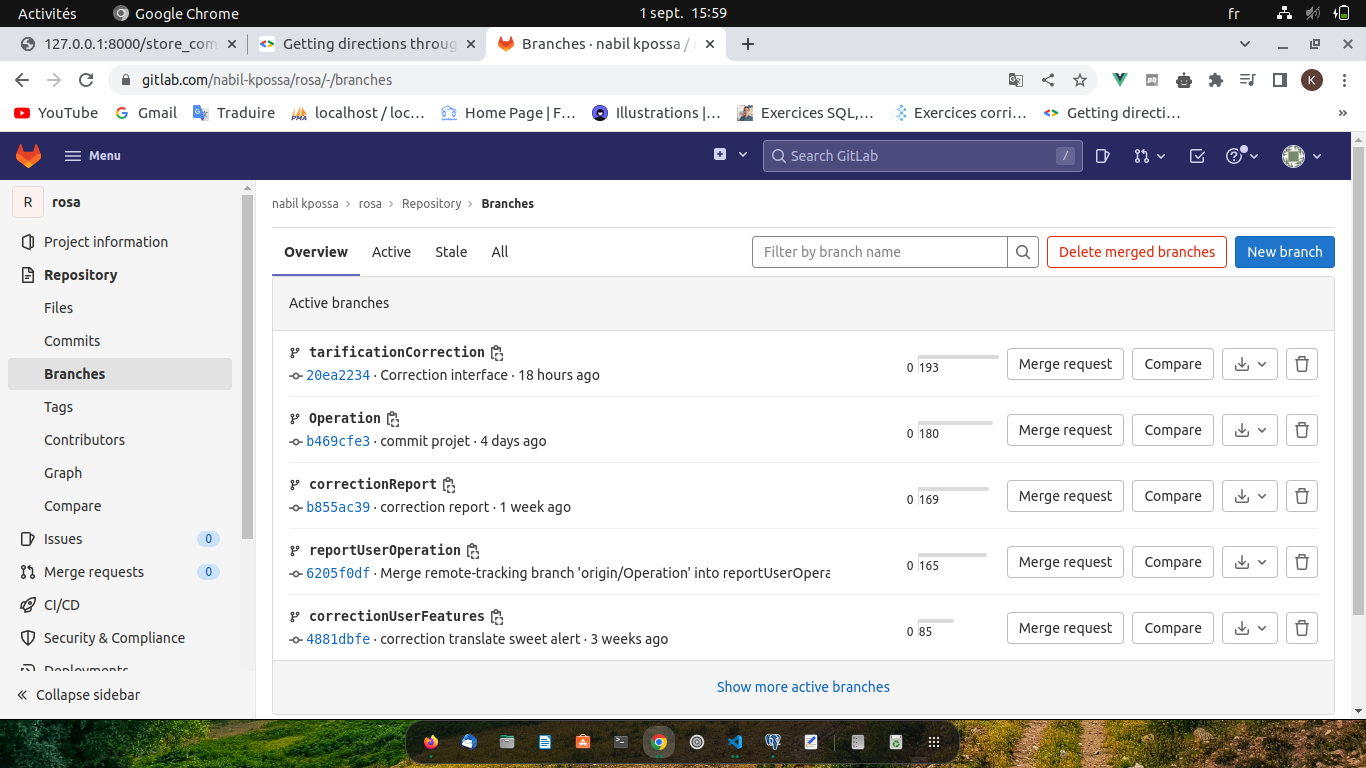 Activités Google Chrome 1 sept. 15:59 fr
127.0.0.1:8000/store_com Getting directions throug Branches · nabil kpossa /
gitlab.com/nabil-kpossa/rosa/-/branches K
YouTube Gmail Traduire localhost / loc... Home Page | F... Illustrations |... Exercices SQL,... Exercices corri... Getting directi... »
Menu Search GitLab /
R rosa
Project information
Repository
Files
Commits
Branches
Tags
Contributors
Graph
Compare
Issues 0
Merge requests 0
CI/CD
Security & Compliance
Deployments
Collapse sidebar
nabil kpossa > rosa > Repository > Branches
Overview Active Stale All Filter by branch name Delete merged branches New branch
Active branches
tarificationCorrection
20ea2234 · Correction interface · 18 hours ago
0 193 Merge request Compare
Operation
b469cfe3 · commit projet · 4 days ago
0 180 Merge request Compare
correctionReport
b855ac39 · correction report · 1 week ago
0 169 Merge request Compare
reportUserOperation
6205f0df · Merge remote-tracking branch 'origin/Operation' into reportUserOpera
0 165 Merge request Compare
correctionUserFeatures
4881dbfe · correction translate sweet alert · 3 weeks ago
0 85 Merge request Compare
Show more active branches